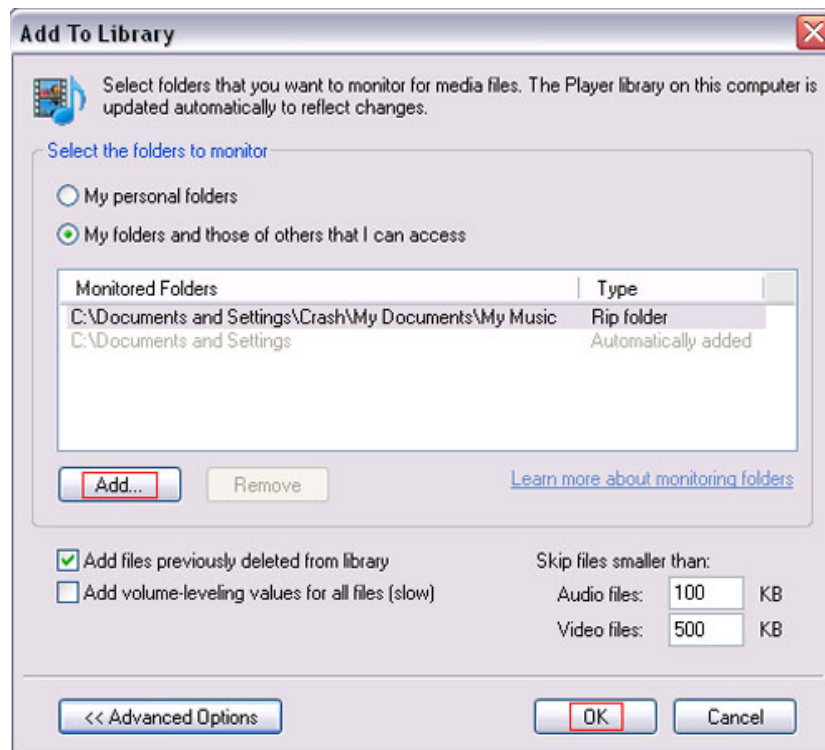 Add To Library
Select folders that you want to monitor for media files. The Player library on this computer is
updated automatically to reflect changes.
Select the folders to monitor
My personal folders
My folders and those of others that I can access
Monitored Folders Type
C:\Documents and Settings\Crash\My Documents\My Music Rip folder
C:\Documents and Settings Automatically added
Add... Remove Learn more about monitoring folders
Add files previously deleted from library Skip files smaller than:
Add volume-leveling values for all files (slow) Audio files: 100 KB
Video files: 500 KB
<< Advanced Options OK Cancel